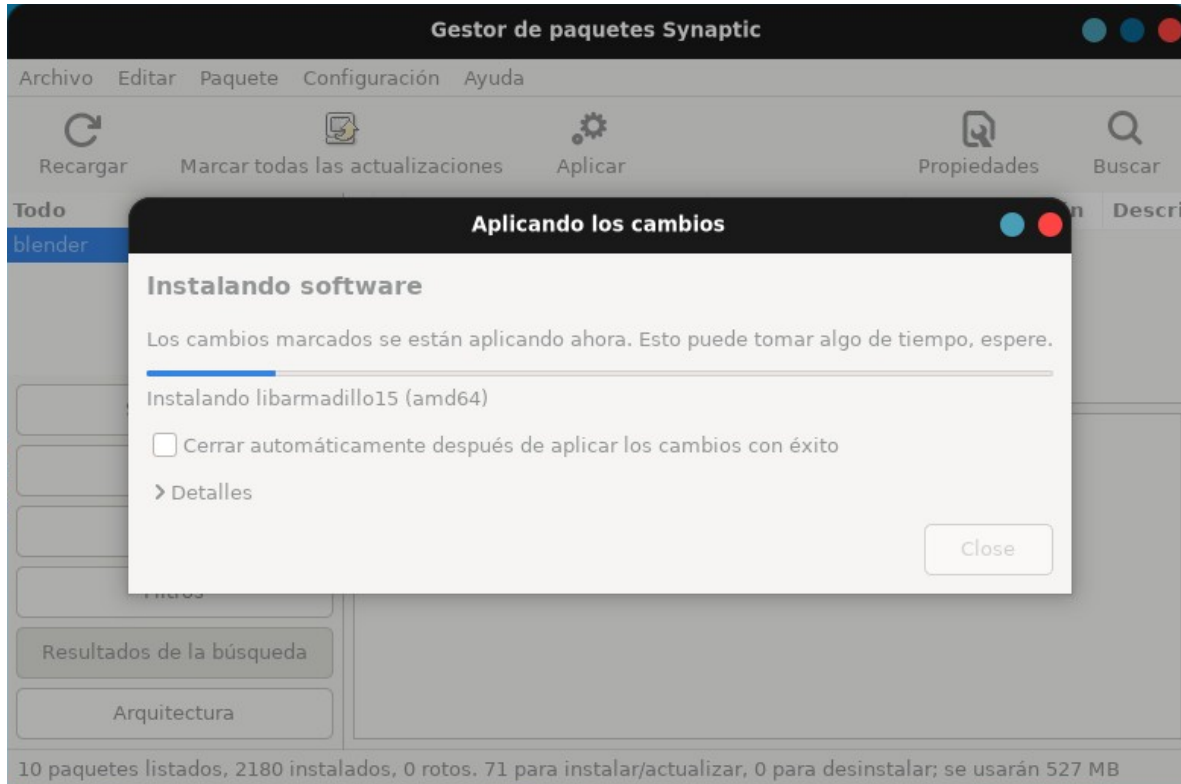 Gestor de paquetes Synaptic
Archivo Editar Paquete Configuración Ayuda
Recargar Marcar todas las actualizaciones Aplicar Propiedades Buscar
Todo Descri
blender
Aplicando los cambios
Instalando software
Los cambios marcados se están aplicando ahora. Esto puede tomar algo de tiempo, espere.
Instalando libarmadillo15 (amd64)
Cerrar automáticamente después de aplicar los cambios con éxito
Detalles
Close
Filtros
Resultados de la búsqueda
Arquitectura
10 paquetes listados, 2180 instalados, 0 rotos. 71 para instalar/actualizar, 0 para desinstalar; se usarán 527 MB